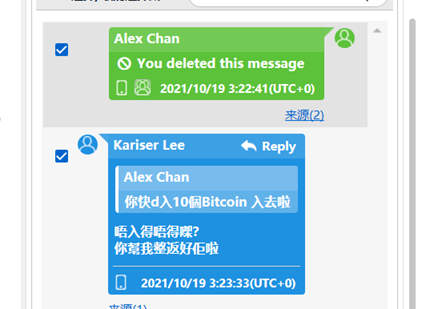 Alex Chan
You deleted this message
2021/10/19 3:22:41(UTC+0)
来源(2)
Kariser Lee
Reply
Alex Chan
你快d入10個Bitcoin 入去啦
唔入得唔得㗎?
你幫我整返好佢啦
2021/10/19 3:23:33(UTC+0)
来源(1)